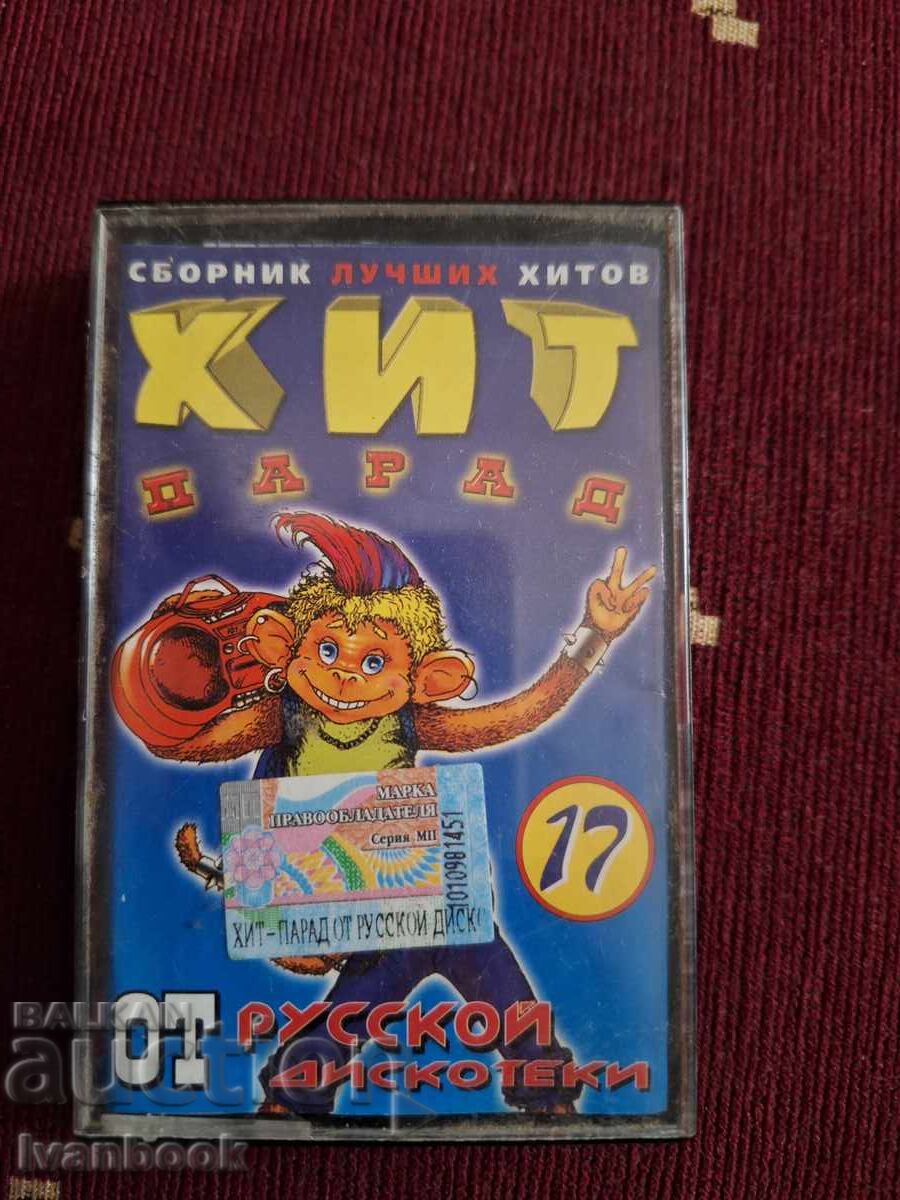 СБОРНИК ЛУЧШИХ ХИТОВ
ХИТ
ПАРАД
МАРКА
ПРАВООБЛАДАТЕЛЯ
Серия МП
1010981451
ХИТ-ПАРАД ОТ РУССКОЙ ДИСКО
17
ОТ РУССКОЙ
ДИСКОТЕКИ
BALKAN
auction
Ivanbook